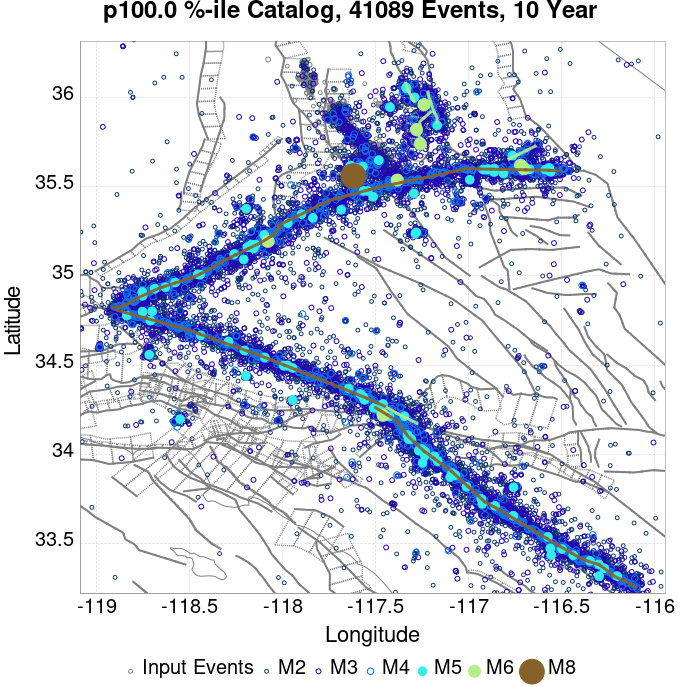 p100.0 %-ile Catalog, 41089 Events, 10 Year
36
35.5
35
34.5
34
33.5
Latitude
-119
-118.5
-118
-117.5
-117
-116.5
-116
Longitude
Input Events
M2
M3
M4
M5
M6
M8